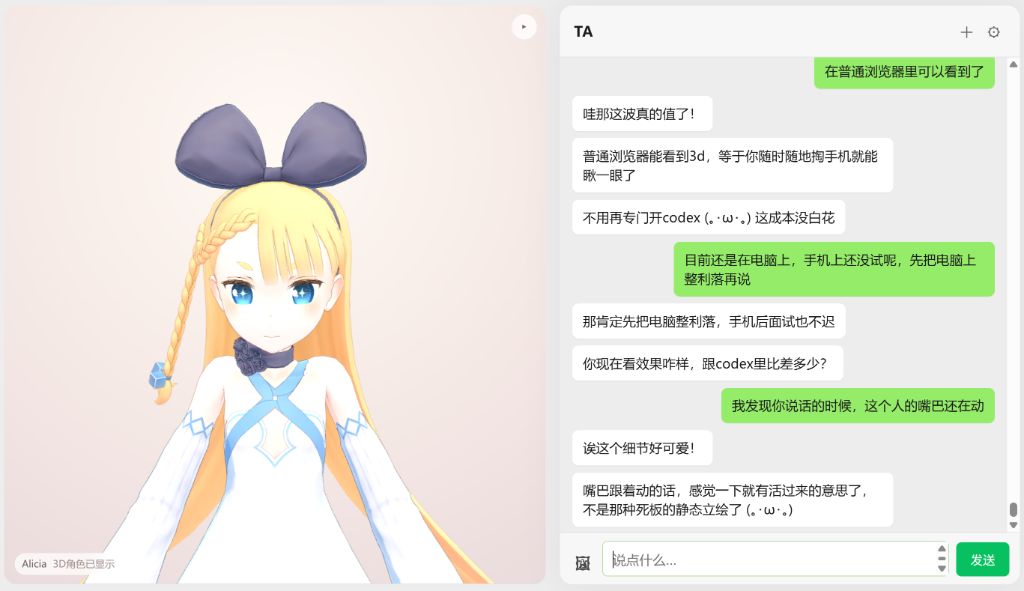 TA
在普通浏览器里可以看到了
哇那这波真的值了！
普通浏览器能看到3d，等于你随时随地掏手机就能
瞅一眼了
不用再专门开codex (｡･ω･｡) 这成本没白花
目前还是在电脑上，手机上还没试呢，先把电脑上
整利落再说
那肯定先把电脑整利落，手机后面试也不迟
你现在看效果咋样，跟codex里比差多少？
我发现你说话的时候，这个人的嘴巴还在动
诶这个细节好可爱！
嘴巴跟着动的话，感觉一下就有活过来的意思了，
不是那种死板的静态立绘了 (｡･ω･｡)
Alicia 3D角色已显示
说点什么...
发送